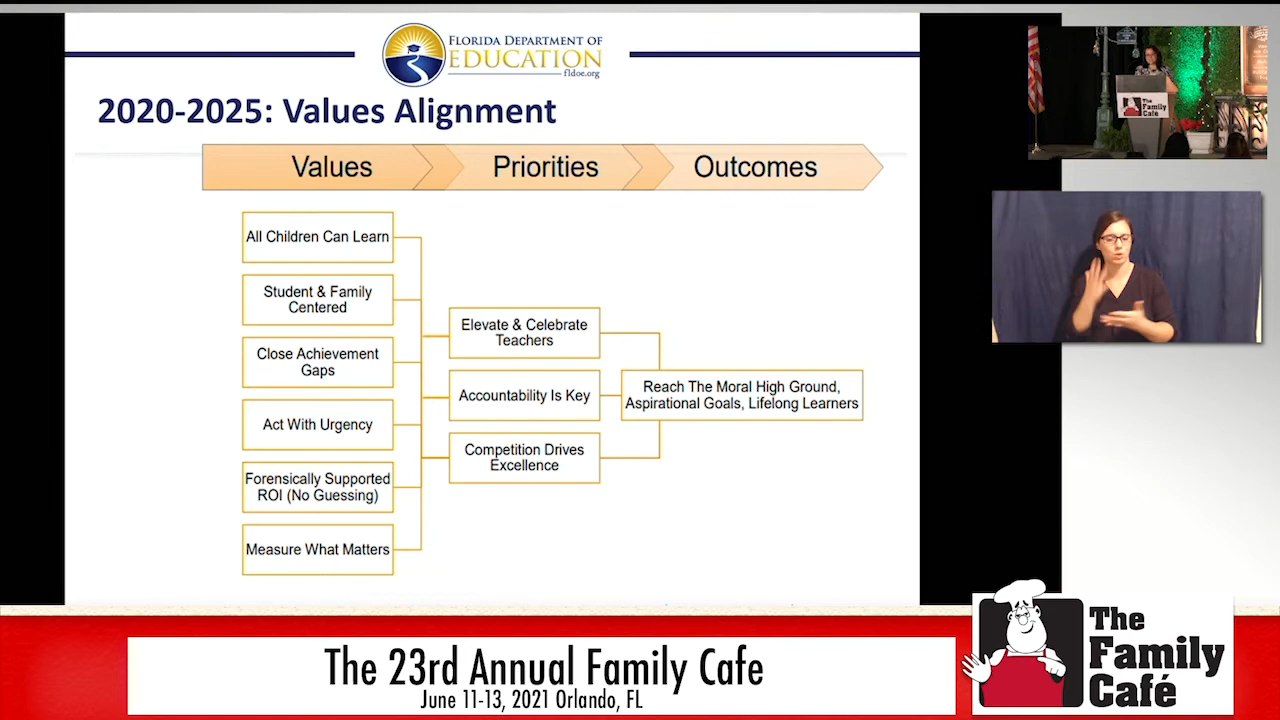 FLORIDA DEPARTMENT OF
EDUCATION
fldoe.org
2020-2025: Values Alignment
Values
Priorities
Outcomes
All Children Can Learn
Student & Family
Centered
Close Achievement
Gaps
Act With Urgency
Forensically Supported
ROI (No Guessing)
Measure What Matters
Elevate & Celebrate
Teachers
Accountability Is Key
Competition Drives
Excellence
Reach The Moral High Ground,
Aspirational Goals, Lifelong Learners
The
Family
Café
The 23rd Annual Family Cafe
June 11-13, 2021 Orlando, FL
The
Family
Café